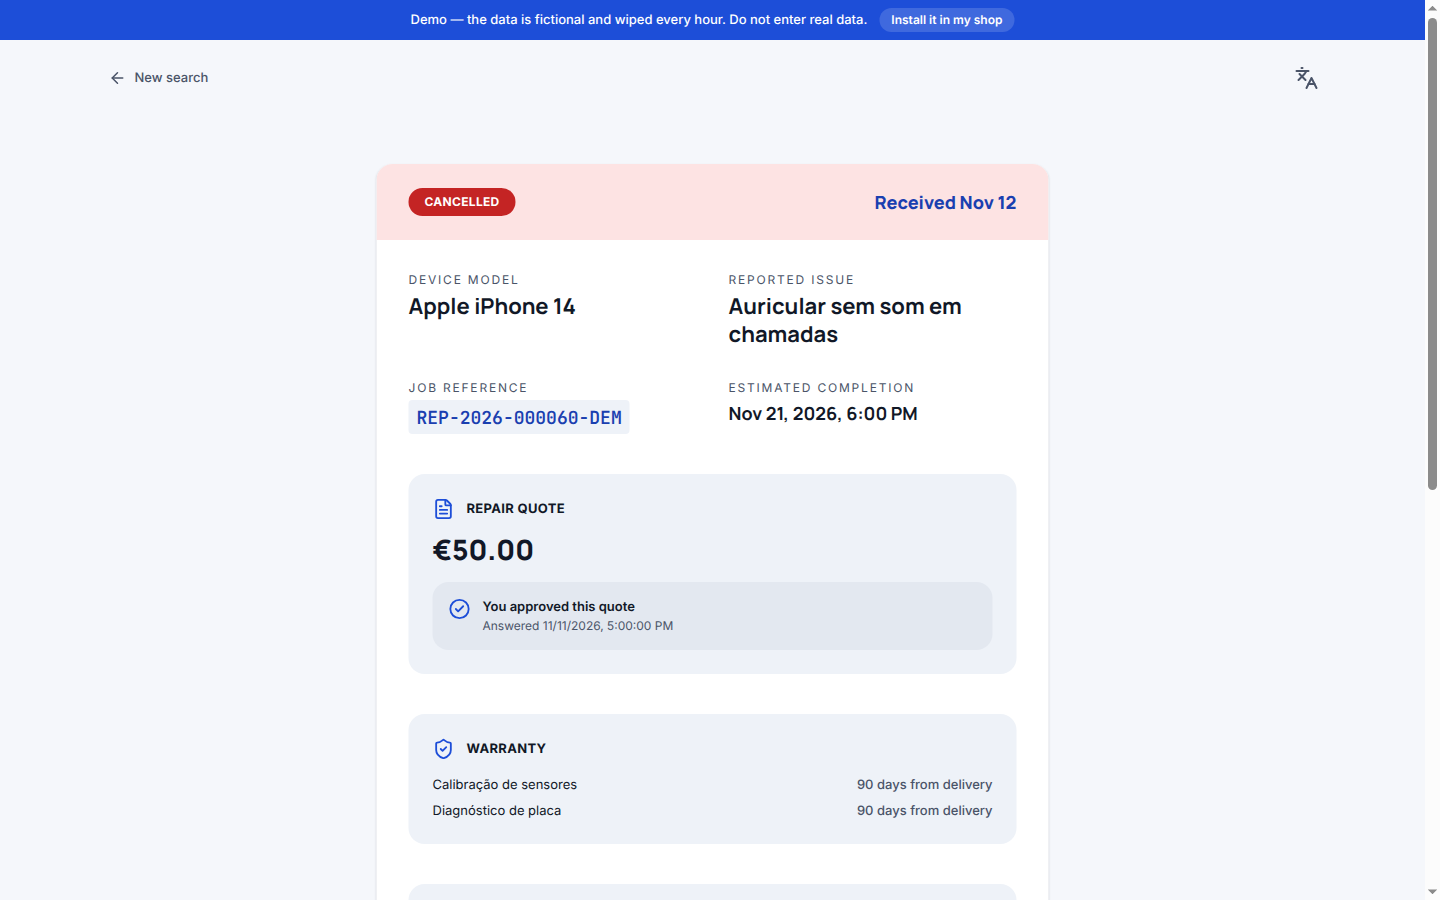 Demo — the data is fictional and wiped every hour. Do not enter real data.
Install it in my shop
New search
CANCELLED
Received Nov 12
DEVICE MODEL
Apple iPhone 14
REPORTED ISSUE
Auricular sem som em
chamadas
JOB REFERENCE
REP-2026-000060-DEM
ESTIMATED COMPLETION
Nov 21, 2026, 6:00 PM
REPAIR QUOTE
€50.00
You approved this quote
Answered 11/11/2026, 5:00:00 PM
WARRANTY
Calibração de sensores
90 days from delivery
Diagnóstico de placa
90 days from delivery